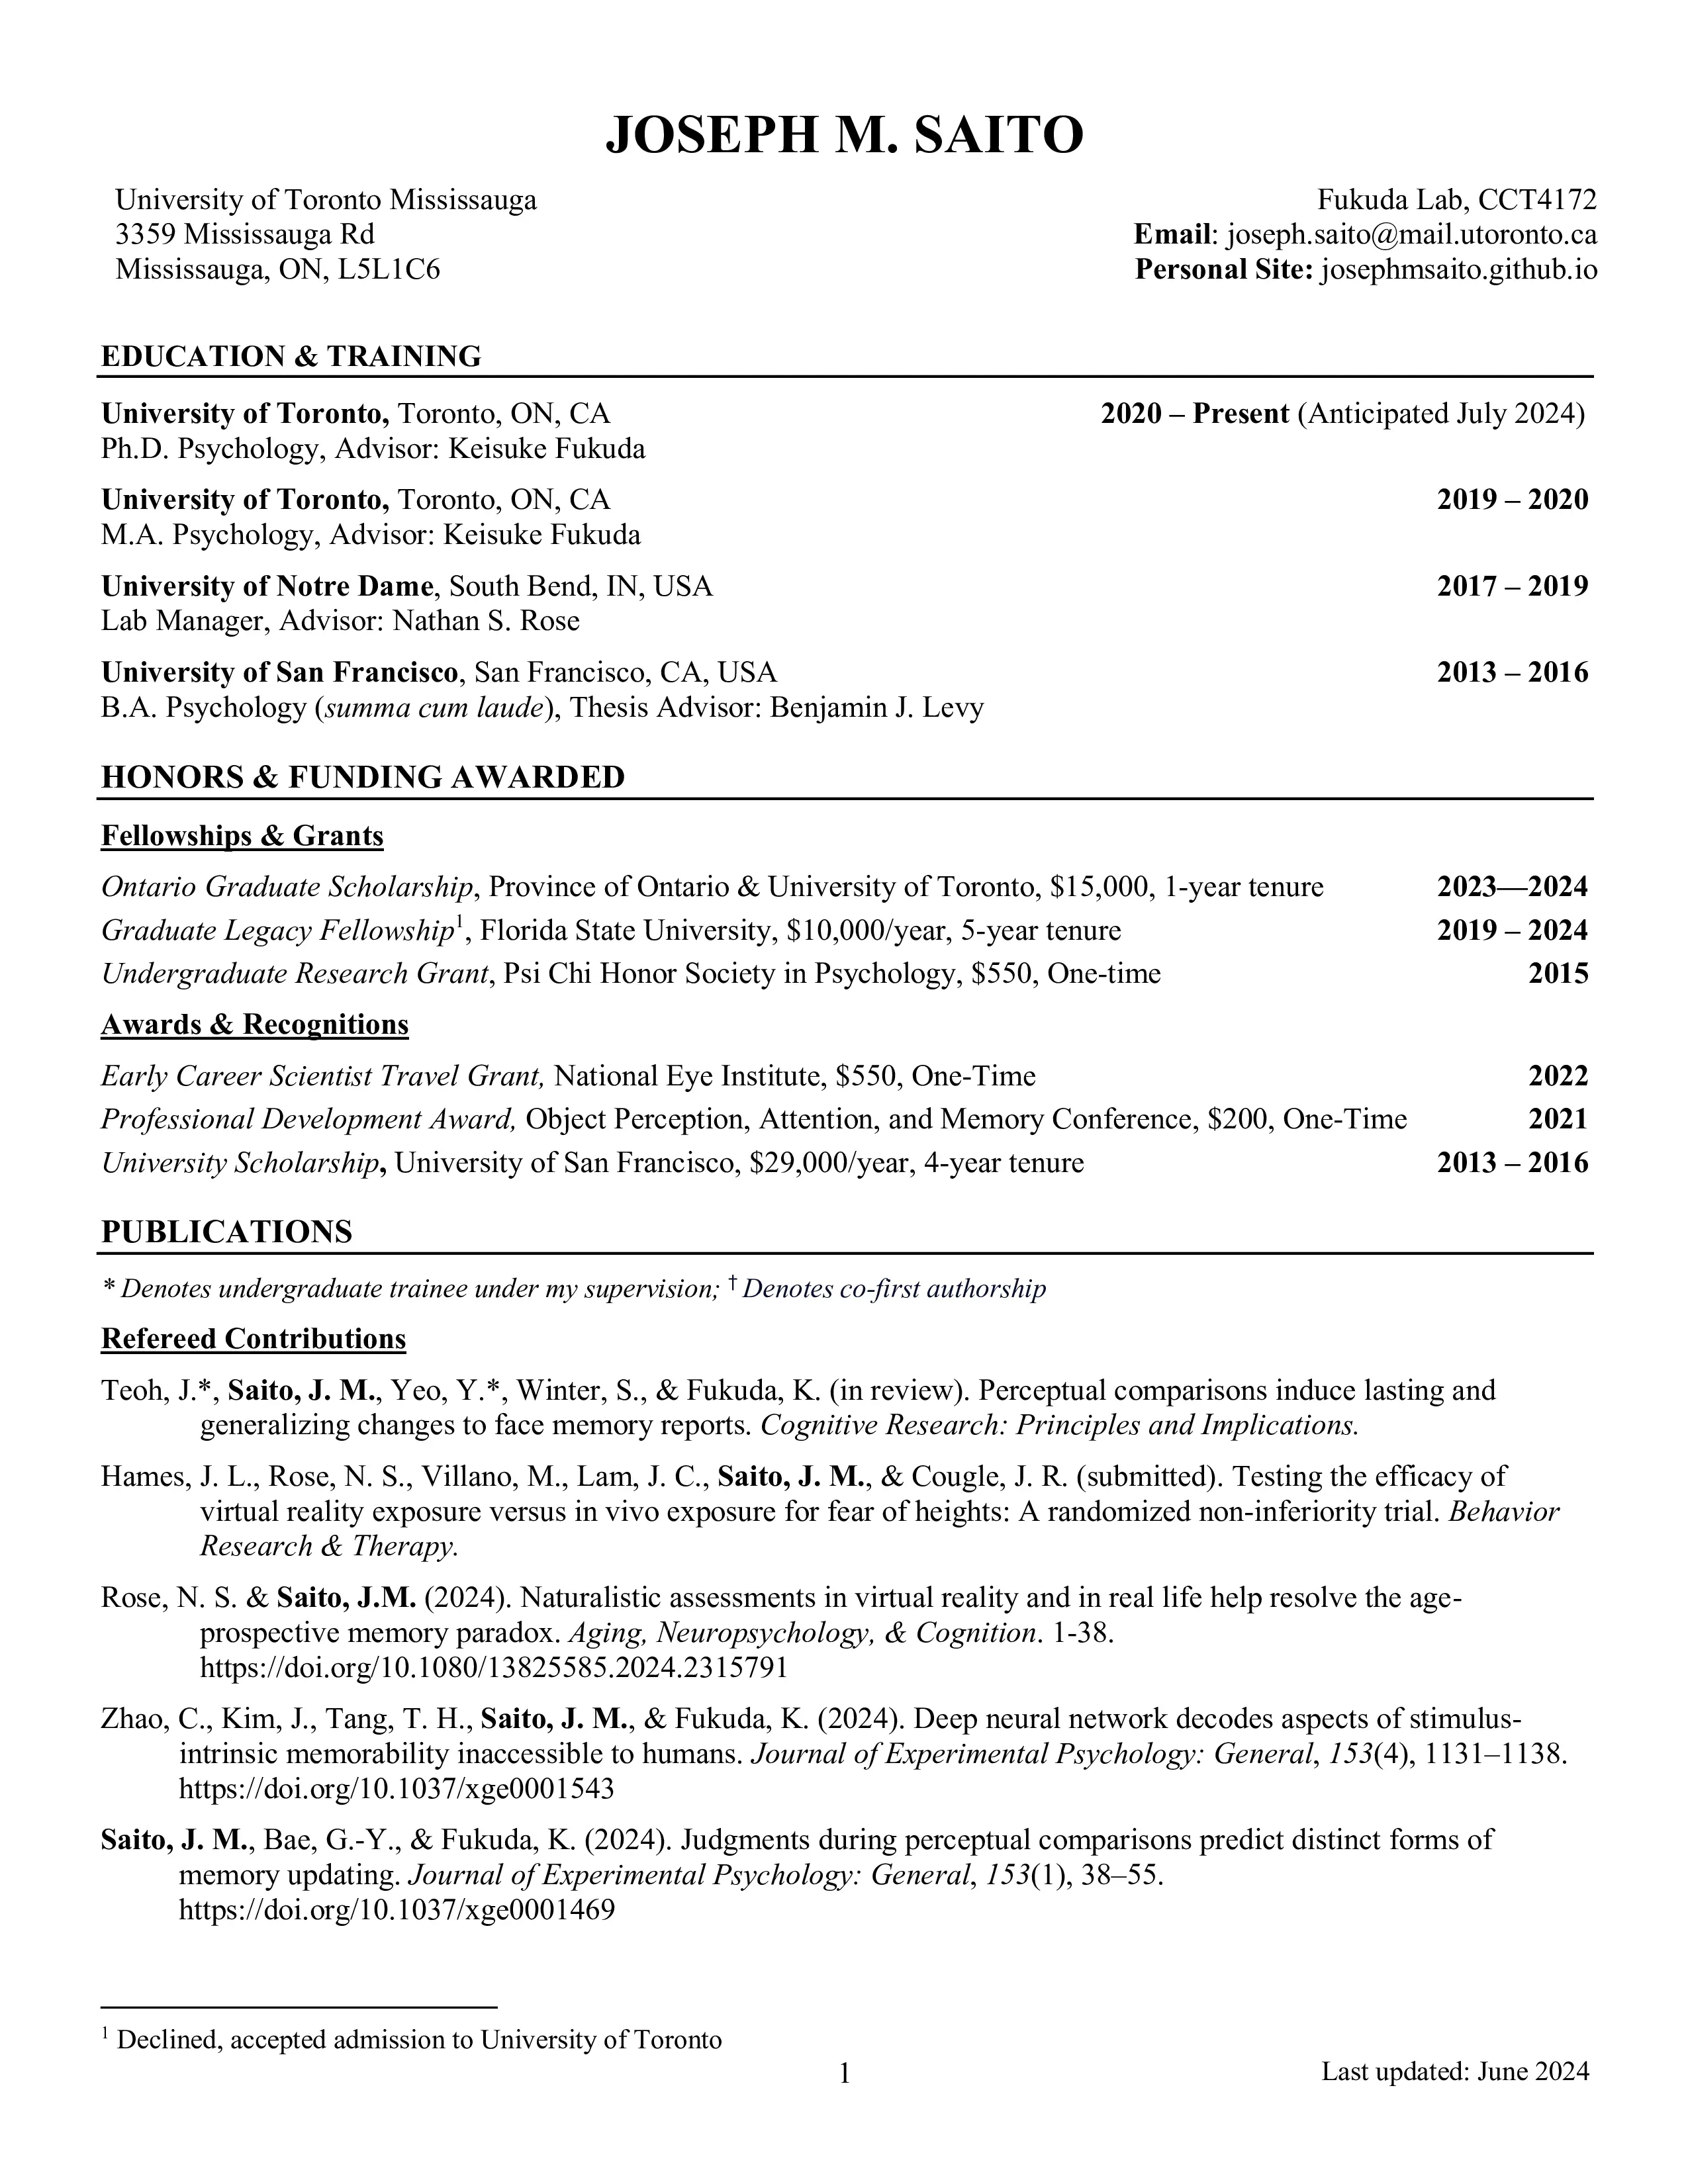 JOSEPH M. SAITO
University of Toronto Mississauga
3359 Mississauga Rd
Mississauga, ON, L5L1C6
Fukuda Lab, CCT4172
Email: joseph.saito@mail.utoronto.ca
Personal Site: josephmsaito.github.io
EDUCATION & TRAINING
University of Toronto, Toronto, ON, CA 2020 – Present (Anticipated July 2024)
Ph.D. Psychology, Advisor: Keisuke Fukuda
University of Toronto, Toronto, ON, CA 2019 – 2020
M.A. Psychology, Advisor: Keisuke Fukuda
University of Notre Dame, South Bend, IN, USA 2017 – 2019
Lab Manager, Advisor: Nathan S. Rose
University of San Francisco, San Francisco, CA, USA 2013 – 2016
B.A. Psychology (summa cum laude), Thesis Advisor: Benjamin J. Levy
HONORS & FUNDING AWARDED
Fellowships & Grants
Ontario Graduate Scholarship, Province of Ontario & University of Toronto, $15,000, 1-year tenure 2023—2024
Graduate Legacy Fellowship1, Florida State University, $10,000/year, 5-year tenure 2019 – 2024
Undergraduate Research Grant, Psi Chi Honor Society in Psychology, $550, One-time 2015
Awards & Recognitions
Early Career Scientist Travel Grant, National Eye Institute, $550, One-Time 2022
Professional Development Award, Object Perception, Attention, and Memory Conference, $200, One-Time 2021
University Scholarship, University of San Francisco, $29,000/year, 4-year tenure 2013 – 2016
PUBLICATIONS
* Denotes undergraduate trainee under my supervision; † Denotes co-first authorship
Refereed Contributions
Teoh, J.*, Saito, J. M., Yeo, Y.*, Winter, S., & Fukuda, K. (in review). Perceptual comparisons induce lasting and
generalizing changes to face memory reports. Cognitive Research: Principles and Implications.
Hames, J. L., Rose, N. S., Villano, M., Lam, J. C., Saito, J. M., & Cougle, J. R. (submitted). Testing the efficacy of
virtual reality exposure versus in vivo exposure for fear of heights: A randomized non-inferiority trial. Behavior
Research & Therapy.
Rose, N. S. & Saito, J.M. (2024). Naturalistic assessments in virtual reality and in real life help resolve the age-
prospective memory paradox. Aging, Neuropsychology, & Cognition. 1-38.
https://doi.org/10.1080/13825585.2024.2315791
Zhao, C., Kim, J., Tang, T. H., Saito, J. M., & Fukuda, K. (2024). Deep neural network decodes aspects of stimulus-
intrinsic memorability inaccessible to humans. Journal of Experimental Psychology: General, 153(4), 1131–1138.
https://doi.org/10.1037/xge0001543
Saito, J. M., Bae, G.-Y., & Fukuda, K. (2024). Judgments during perceptual comparisons predict distinct forms of
memory updating. Journal of Experimental Psychology: General, 153(1), 38–55.
https://doi.org/10.1037/xge0001469
1 Declined, accepted admission to University of Toronto
1
Last updated: June 2024